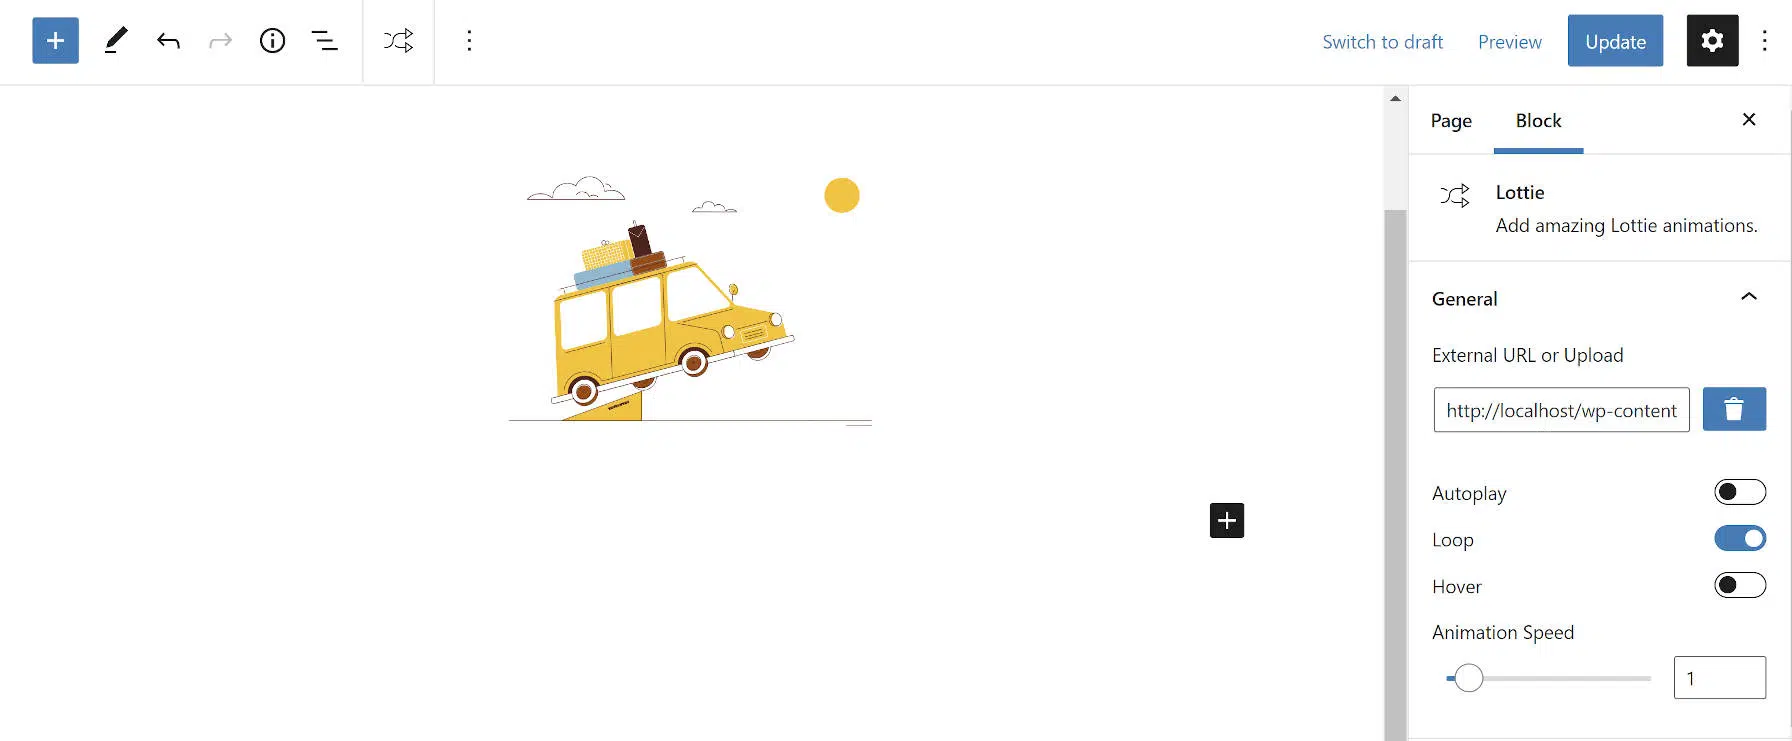 Switch to draft
Preview
Update
Page
Block
Lottie
Add amazing Lottie animations.
General
External URL or Upload
http://localhost/wp-content
Autoplay
Loop
Hover
Animation Speed
1